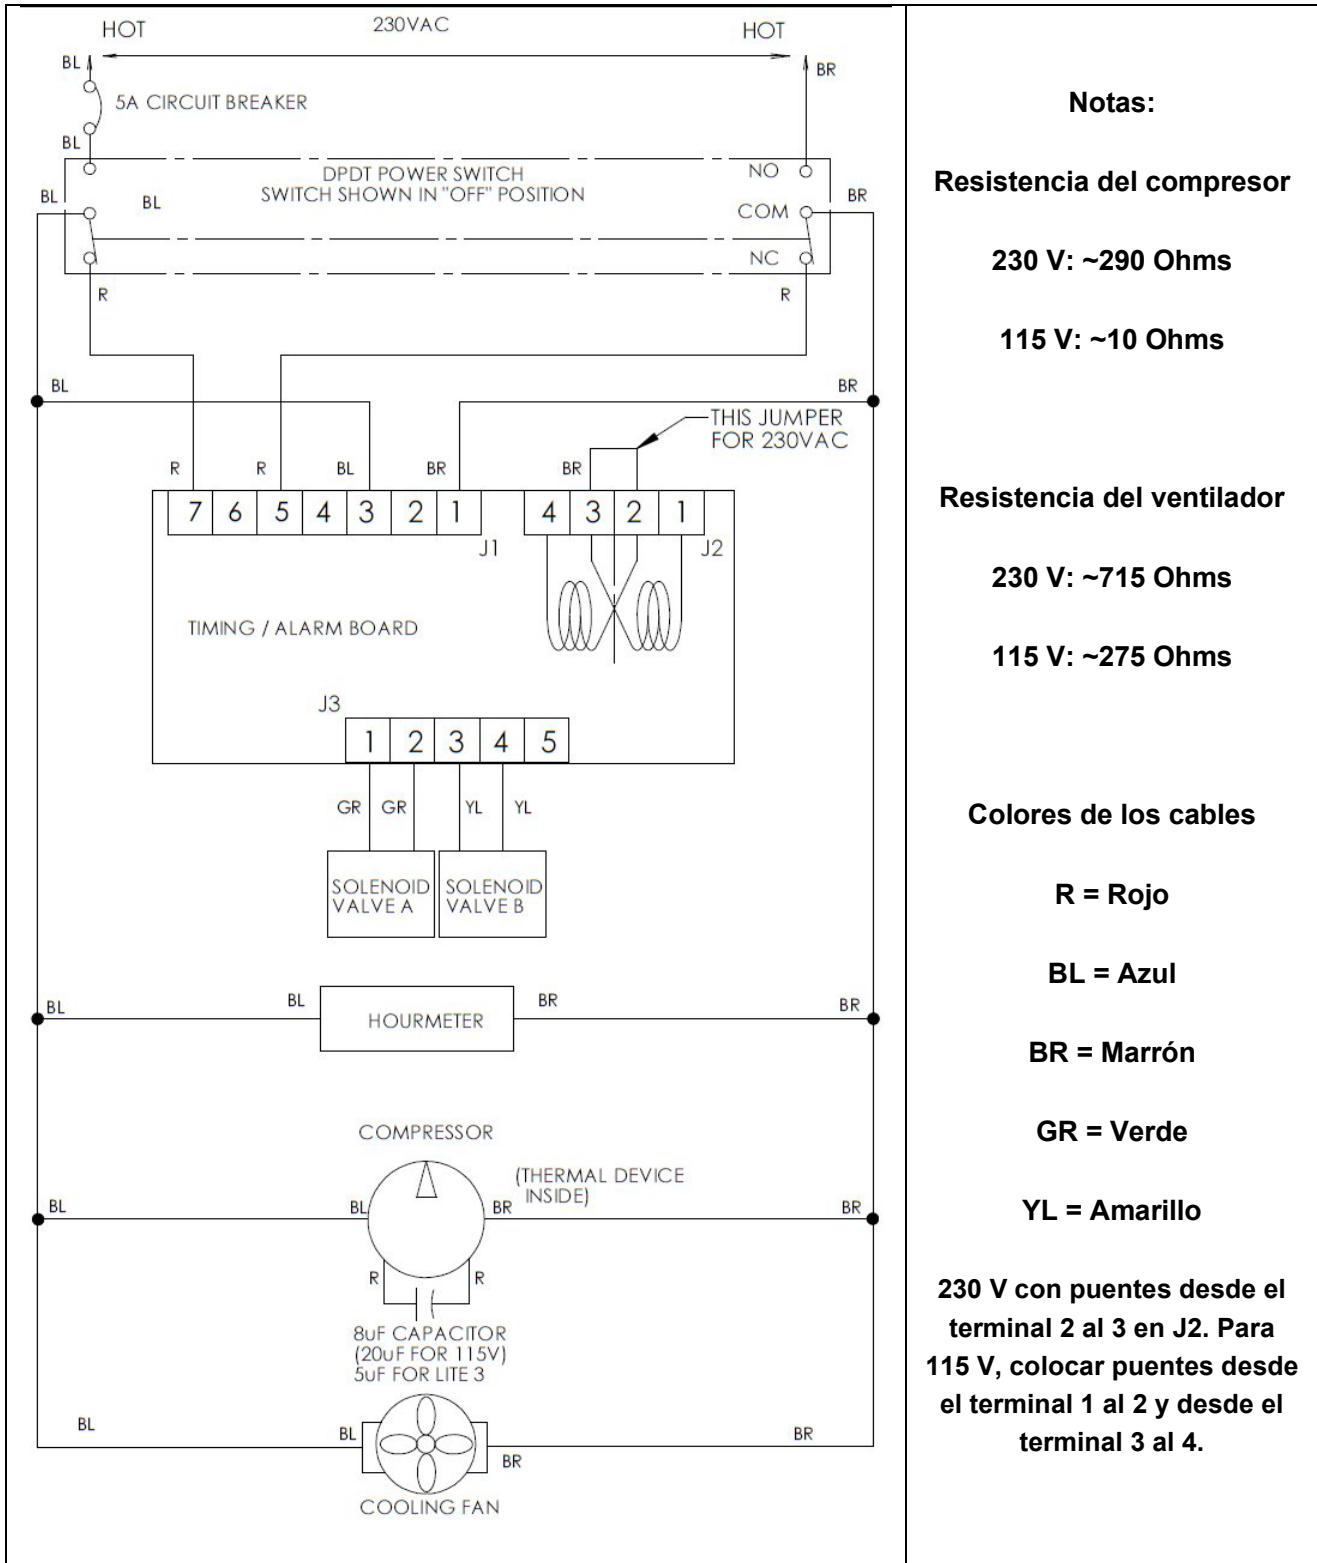 HOT 230VAC HOT
BL BR
5A CIRCUIT BREAKER
BL
DPDT POWER SWITCH NO
SWITCH SHOWN IN "OFF" POSITION
BL BL COM BR
NC
R R
BL BR
THIS JUMPER
FOR 230VAC
R R BL BR BR
7 6 5 4 3 2 1 4 3 2 1
J1 J2
TIMING / ALARM BOARD
J3
1 2 3 4 5
GR GR YL YL
SOLENOID SOLENOID
VALVE A VALVE B
BL BL HOURMETER BR BR
COMPRESSOR
(THERMAL DEVICE
INSIDE)
BL BL BR BR
R R
8uF CAPACITOR
(20uF FOR 115V)
5uF FOR LITE 3
BL BL BR BR
COOLING FAN
Notas:
Resistencia del compresor
230 V: ~290 Ohms
115 V: ~10 Ohms
Resistencia del ventilador
230 V: ~715 Ohms
115 V: ~275 Ohms
Colores de los cables
R = Rojo
BL = Azul
BR = Marrón
GR = Verde
YL = Amarillo
230 V con puentes desde el
terminal 2 al 3 en J2. Para
115 V, colocar puentes desde
el terminal 1 al 2 y desde el
terminal 3 al 4.